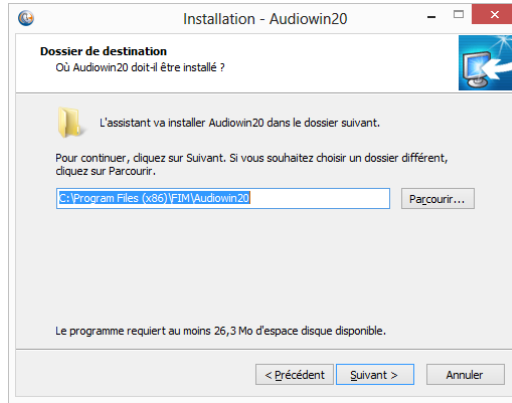 Installation - Audiowin20
Dossier de destination
Où Audiowin20 doit-il être installé ?
L'assistant va installer Audiowin20 dans le dossier suivant.
Pour continuer, cliquez sur Suivant. Si vous souhaitez choisir un dossier différent,
cliquez sur Parcourir.
C:\Program Files (x86)\FIM\Audiowin20
Parcourir...
Le programme requiert au moins 26,3 Mo d'espace disque disponible.
< Précédent
Suivant >
Annuler